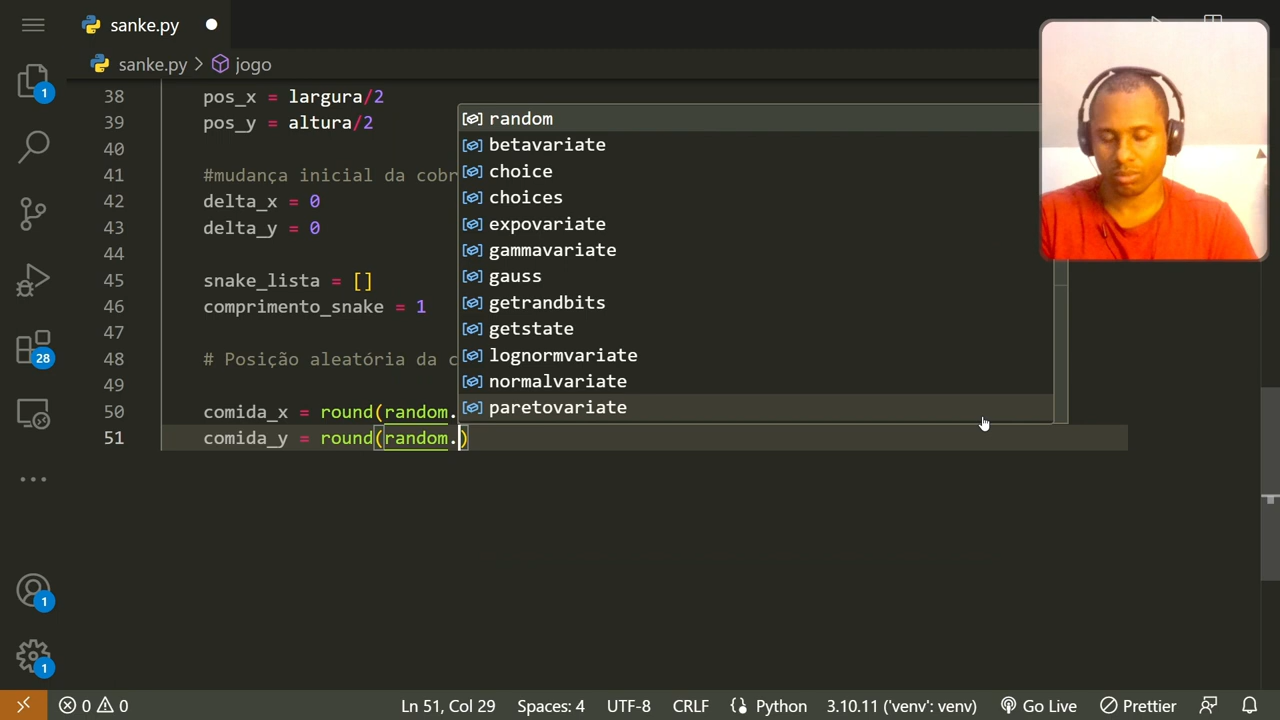 sanke.py
sanke.py > jogo
38 pos_x = largura/2
39 pos_y = altura/2
40
41 #mudança inicial da cobr
42 delta_x = 0
43 delta_y = 0
44
45 snake_lista = []
46 comprimento_snake = 1
47
48 # Posição aleatória da c
49
50 comida_x = round(random.
51 comida_y = round(random.)
random
betavariate
choice
choices
expovariate
gammavariate
gauss
getrandbits
getstate
lognormvariate
normalvariate
paretovariate
1
28
1
1
0 0 Ln 51, Col 29 Spaces: 4 UTF-8 CRLF Python 3.10.11 ('venv': venv) Go Live Prettier